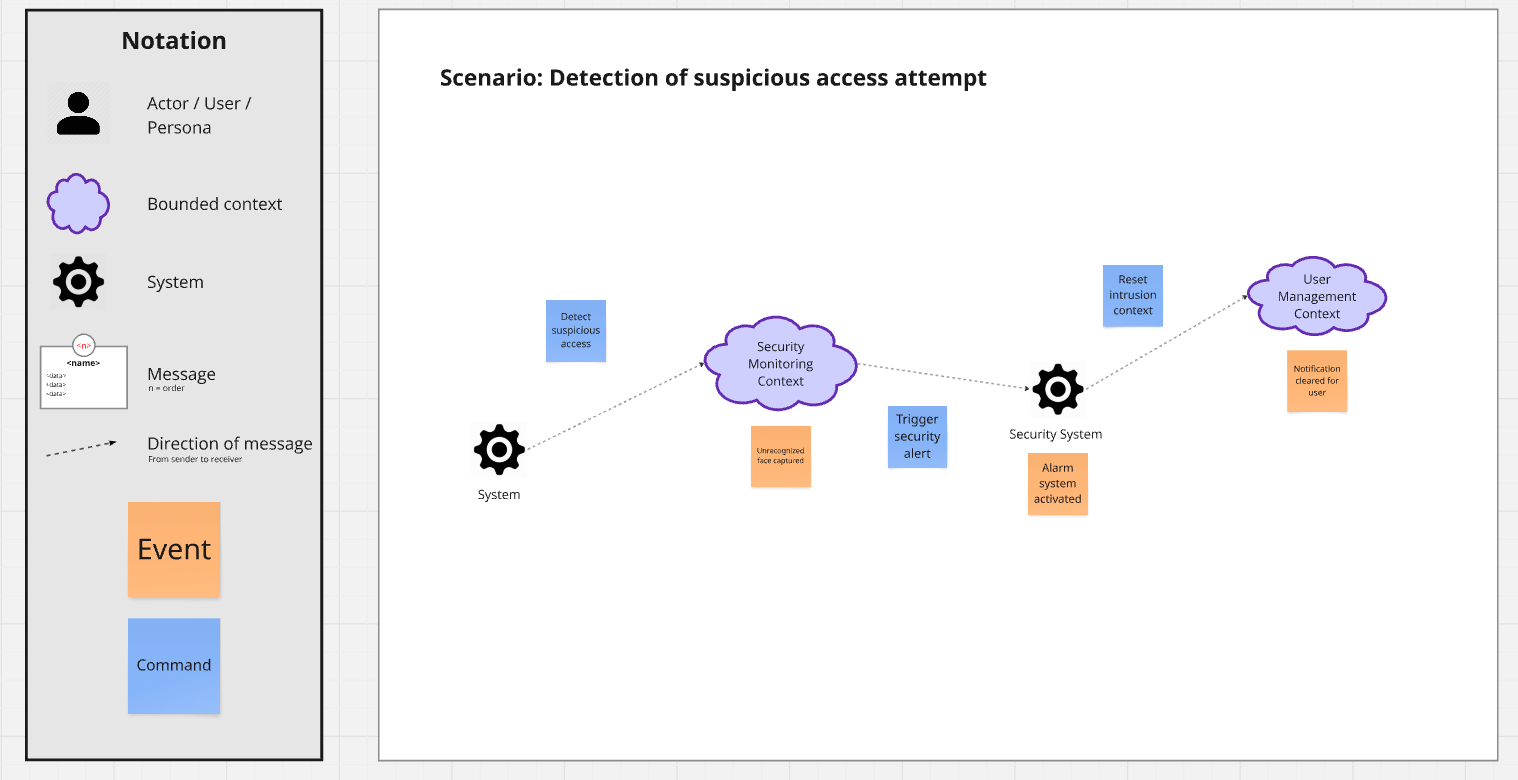 Notation
Actor / User /
Persona
Bounded context
System
<n>
<name>
<data>
<data>
<data>
Message
n = order
Direction of message
From sender to receiver
Event
Command
Scenario: Detection of suspicious access attempt
System
Detect
suspicious
access
Security
Monitoring
Context
Unrecognized
face captured
Trigger
security
alert
Security System
Alarm
system
activated
Reset
intrusion
context
User
Management
Context
Notification
cleared for
user